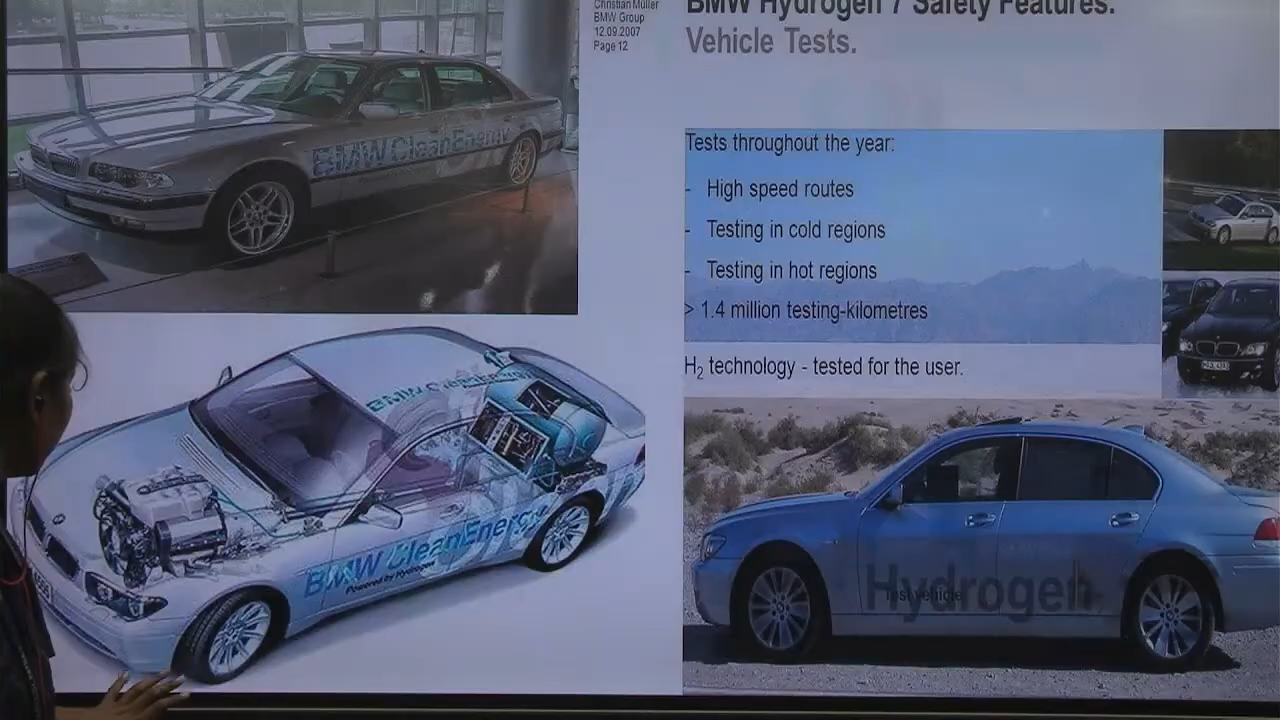 Christian Müller
BMW Group
12.09.2007
Page 12
BMW Hydrogen 7 Safety Features.
Vehicle Tests.
BMW CleanEnergy
Tests throughout the year:
- High speed routes
- Testing in cold regions
- Testing in hot regions
> 1.4 million testing-kilometres
H₂ technology - tested for the user.
BMW CleanEnergy
BMW CleanEnergy
Powered by Hydrogen
Hydrogen
Test vehicle